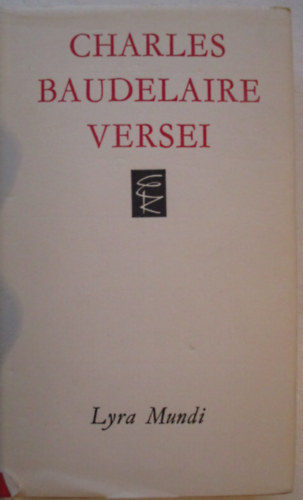 CHARLES
BAUDELAIRE
VERSEI
Lyra Mundi